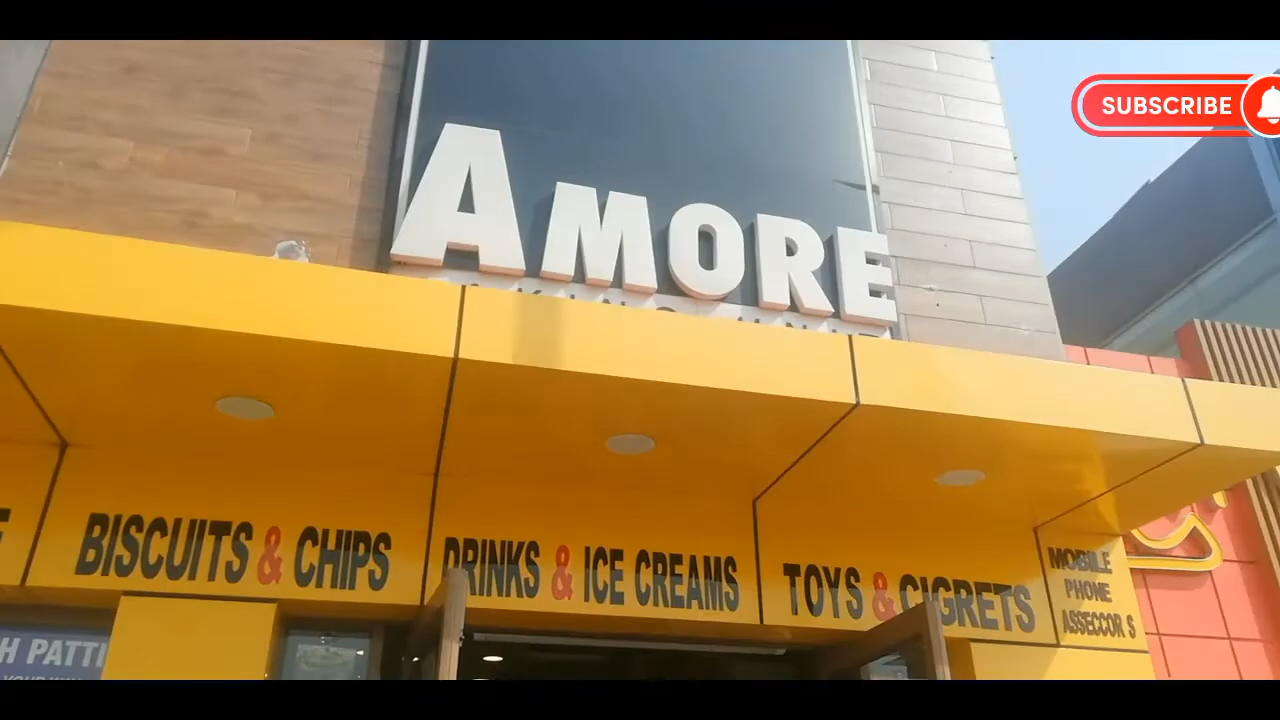 SUBSCRIBE
AMORE
BISCUITS & CHIPS
DRINKS & ICE CREAMS
TOYS & CIGRETS
MOBILE
PHONE
ASSECCOR S
H PATTI